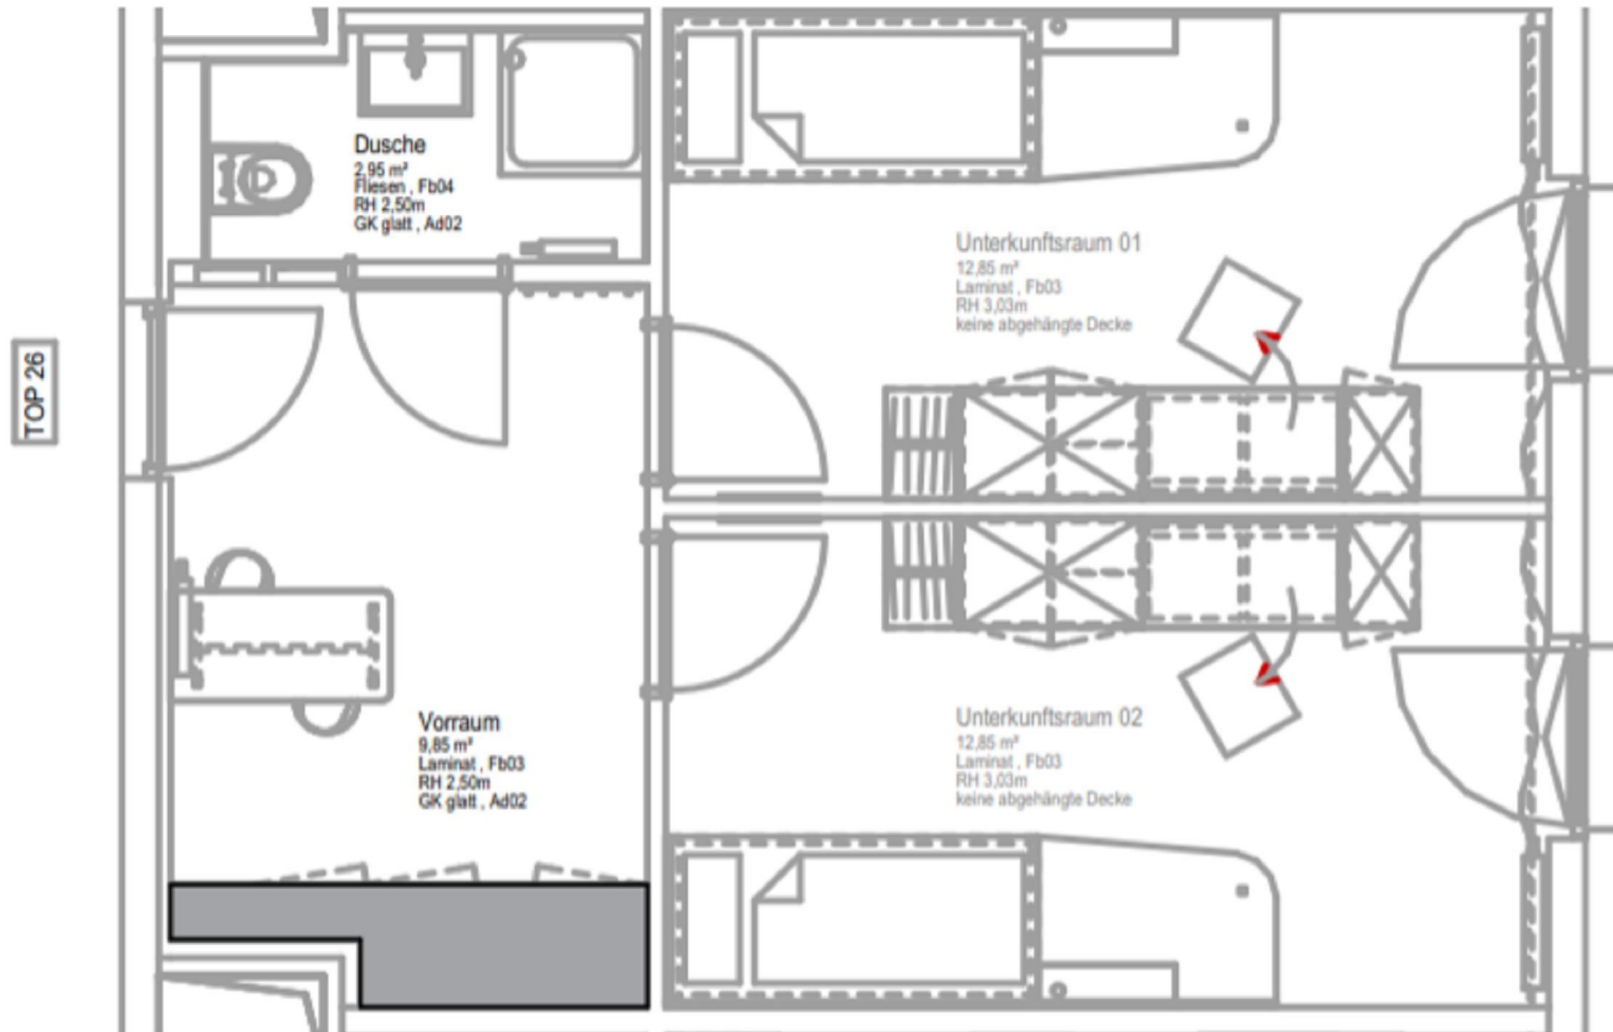 TOP 26
Dusche
2,95 m²
Fliesen , Fb04
RH 2,50m
GK glatt , Ad02
Unterkunftsraum 01
12,85 m²
Laminat , Fb03
RH 3,03m
keine abgehängte Decke
Vorraum
9,85 m²
Laminat , Fb03
RH 2,50m
GK glatt , Ad02
Unterkunftsraum 02
12,85 m²
Laminat , Fb03
RH 3,03m
keine abgehängte Decke